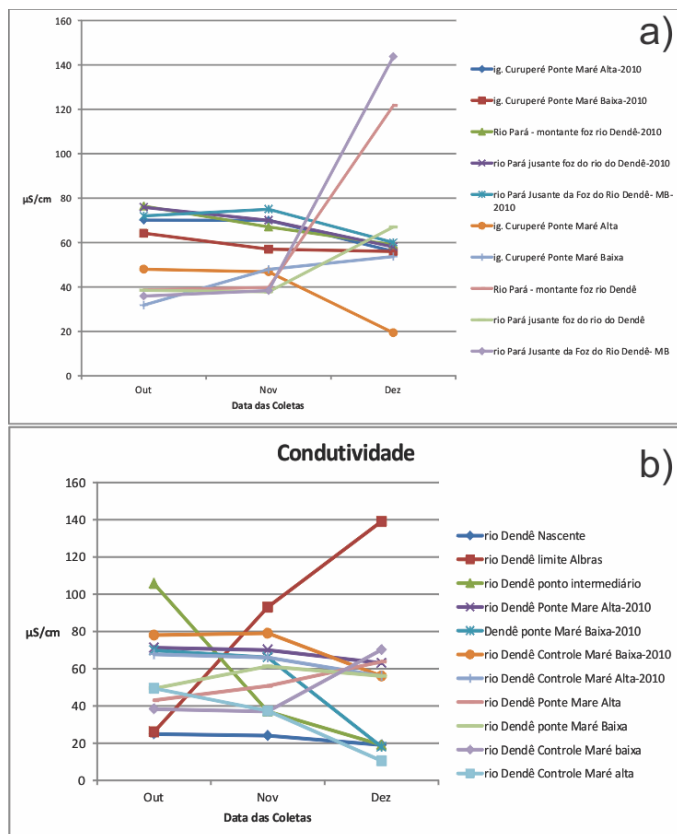 a)
160
140
120
100
80
60
40
20
0
µS/cm
Out
Nov
Dez
Data das Coletas
ig. Curuperé Ponte Maré Alta-2010
ig. Curuperé Ponte Maré Baixa-2010
Rio Pará - montante foz rio Dendê-2010
rio Pará jusante foz do rio do Dendê-2010
rio Pará Jusante da Foz do Rio Dendê- MB-
2010
ig. Curuperé Ponte Maré Alta
ig. Curuperé Ponte Maré Baixa
Rio Pará - montante foz rio Dendê
rio Pará jusante foz do rio do Dendê
rio Pará Jusante da Foz do Rio Dendê- MB
b)
Condutividade
160
140
120
100
80
60
40
20
0
µS/cm
Out
Nov
Dez
Data das Coletas
rio Dendê Nascente
rio Dendê limite Albras
rio Dendê ponto intermediário
rio Dendê Ponte Mare Alta-2010
Dendê ponte Maré Baixa-2010
rio Dendê Controle Maré Baixa-2010
rio Dendê Controle Maré Alta-2010
rio Dendê Ponte Mare Alta
rio Dendê ponte Maré Baixa
rio Dendê Controle Maré baixa
rio Dendê Controle Maré alta